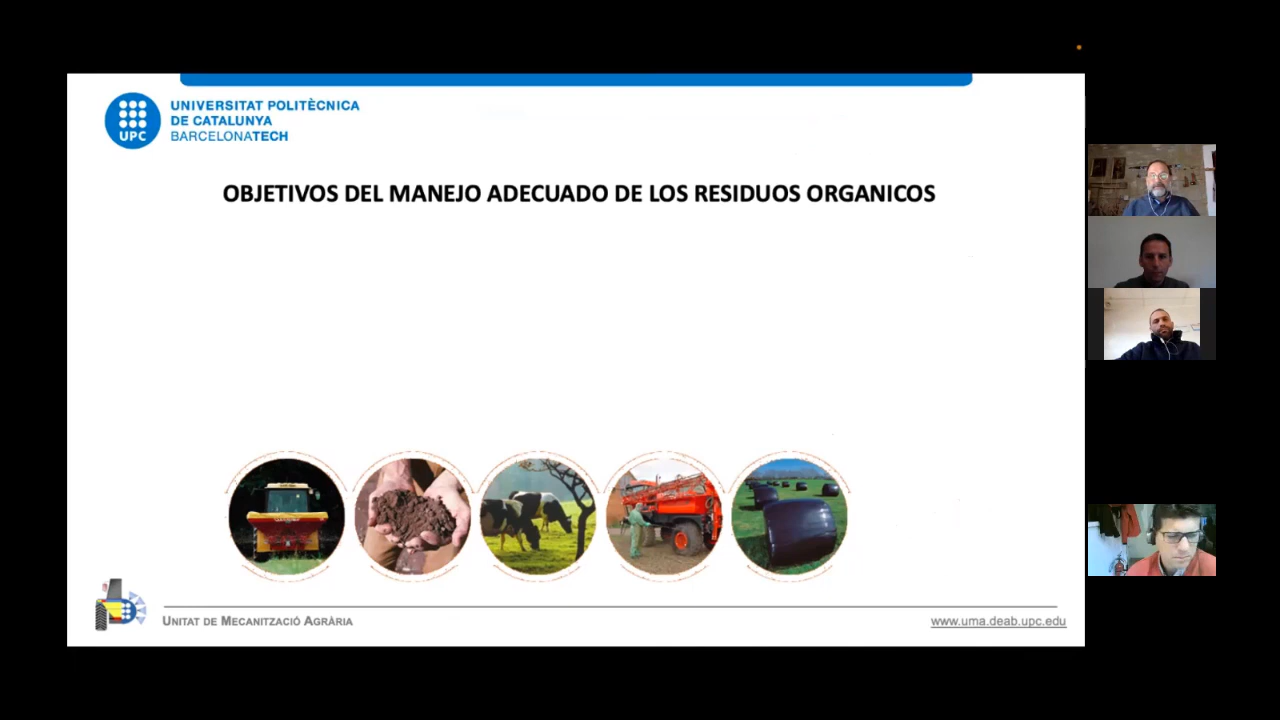 UNIVERSITAT POLITÈCNICA
DE CATALUNYA
BARCELONATECH
UPC
OBJETIVOS DEL MANEJO ADECUADO DE LOS RESIDUOS ORGANICOS
UNITAT DE MECANITZACIÓ AGRÀRIA
www.uma.deab.upc.edu